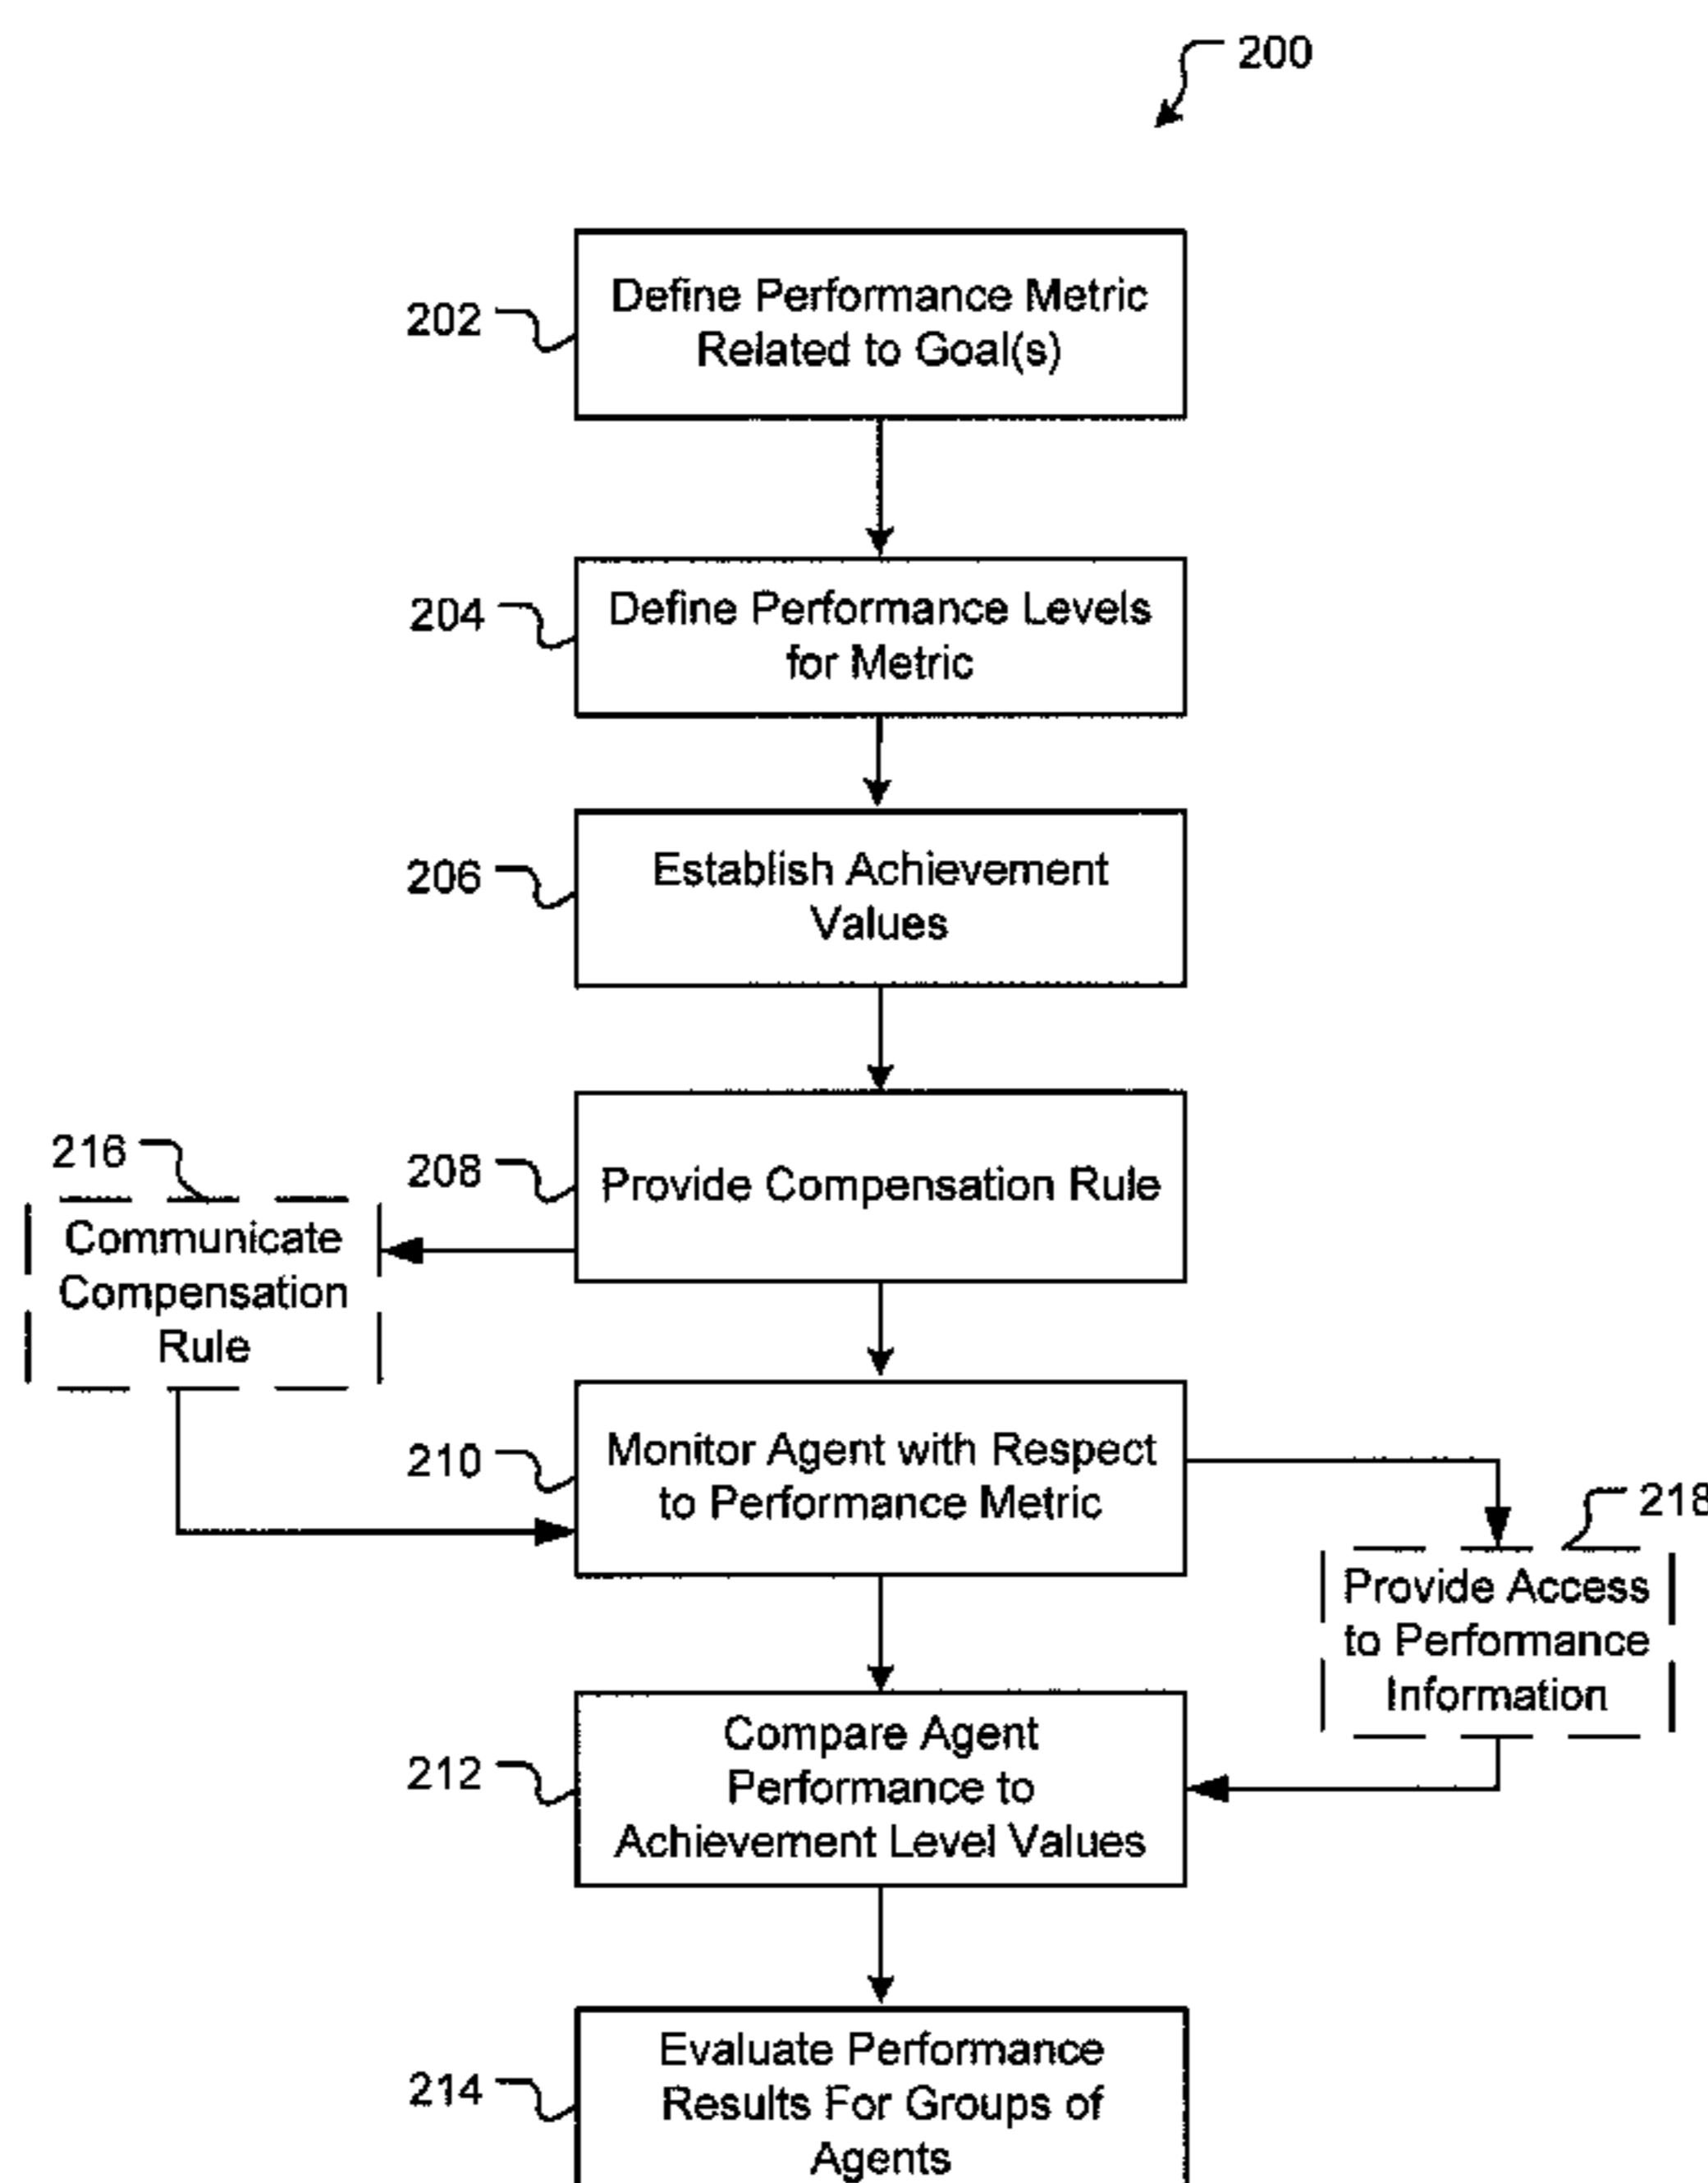 200
202
Define Performance Metric
Related to Goal(s)
204
Define Performance Levels
for Metric
206
Establish Achievement
Values
208
Provide Compensation Rule
216
Communicate
Compensation
Rule
210
Monitor Agent with Respect
to Performance Metric
218
Provide Access
to Performance
Information
212
Compare Agent
Performance to
Achievement Level Values
214
Evaluate Performance
Results For Groups of
Agents